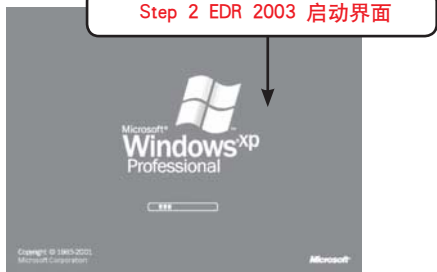 Step 2 EDR 2003 启动界面
Microsoft®
Windows xp
Professional
Copyright © 1985-2001
Microsoft Corporation
Microsoft